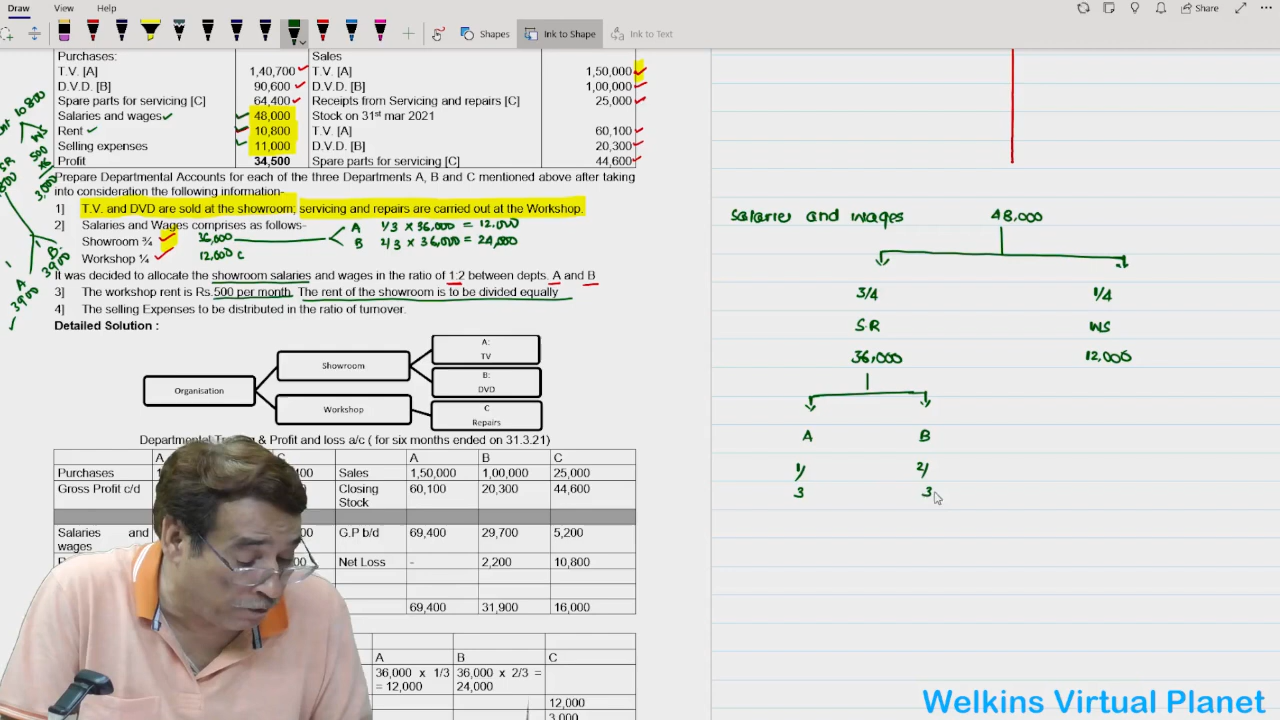 Draw View Help
Share
Shapes Ink to Shape Ink to Text
Purchases: Sales
T.V. [A] 1,40,700 T.V. [A] 1,50,000
D.V.D. [B] 90,600 D.V.D. [B] 1,00,000
Spare parts for servicing [C] 64,400 Receipts from Servicing and repairs [C] 25,000
Salaries and wages 48,000 Stock on 31st mar 2021
Rent 10,800 T.V. [A] 60,100
Selling expenses 11,000 D.V.D. [B] 20,300
Profit 34,500 Spare parts for servicing [C] 44,600
10,800
SR WS
500
3,000
A B
3900 3900
Prepare Departmental Accounts for each of the three Departments A, B and C mentioned above after taking
into consideration the following information-
1] T.V. and DVD are sold at the showroom; servicing and repairs are carried out at the Workshop.
2] Salaries and Wages comprises as follows-
Showroom ¾ 36,000 A 1/3 × 36,000 = 12,000
B 2/3 × 36,000 = 24,000
Workshop ¼ 12,000 C
It was decided to allocate the showroom salaries and wages in the ratio of 1:2 between depts. A and B
3] The workshop rent is Rs.500 per month. The rent of the showroom is to be divided equally
4] The selling Expenses to be distributed in the ratio of turnover.
Detailed Solution :
Organisation
Showroom
Workshop
A:
TV
B:
DVD
C
Repairs
Departmental Trading & Profit and loss a/c ( for six months ended on 31.3.21)
A A B C
Purchases 400 Sales 1,50,000 1,00,000 25,000
Gross Profit c/d Closing Stock 60,100 20,300 44,600
Salaries and wages G.P b/d 69,400 29,700 5,200
Net Loss - 2,200 10,800
69,400 31,900 16,000
A B C
36,000 x 1/3 = 12,000 36,000 x 2/3 = 24,000
12,000
3,000
Salaries and wages 48,000
3/4 1/4
S.R WS
36,000 12,000
A B
1/3 2/3
Welkins Virtual Planet